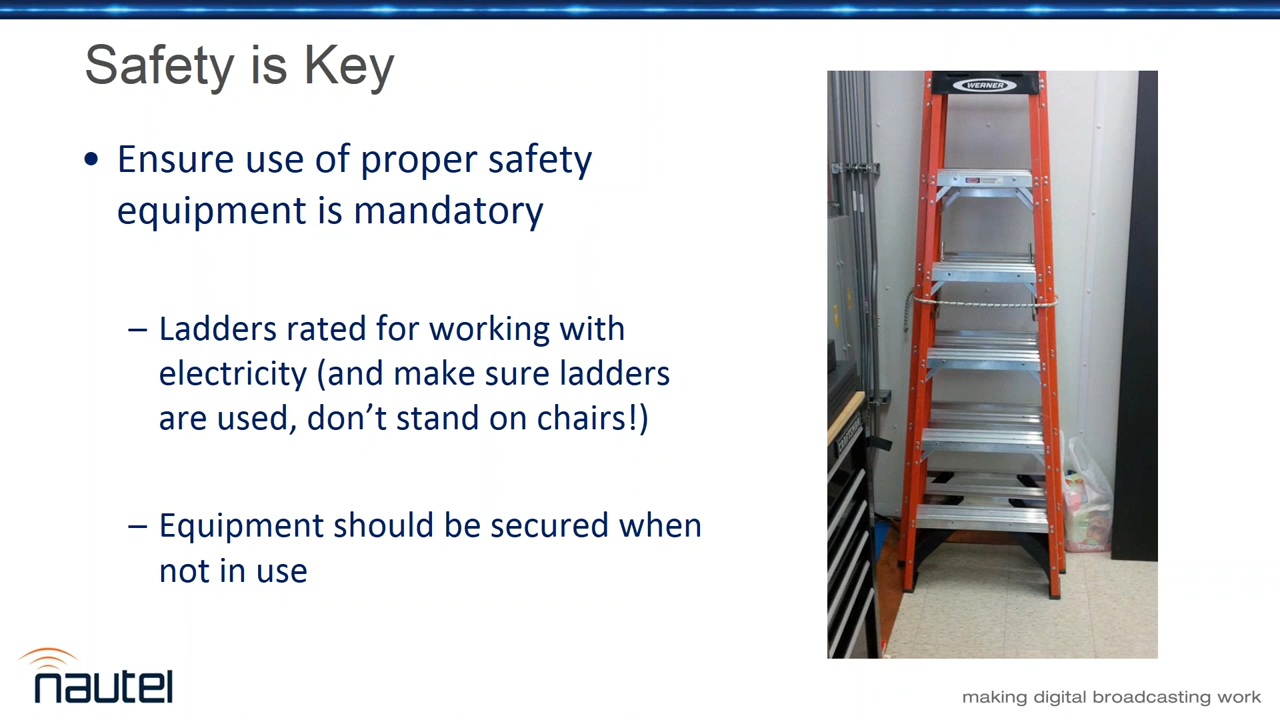 Safety is Key
• Ensure use of proper safety
equipment is mandatory
– Ladders rated for working with
electricity (and make sure ladders
are used, don’t stand on chairs!)
– Equipment should be secured when
not in use
WERNER
CRAFTSMAN
nautel
making digital broadcasting work